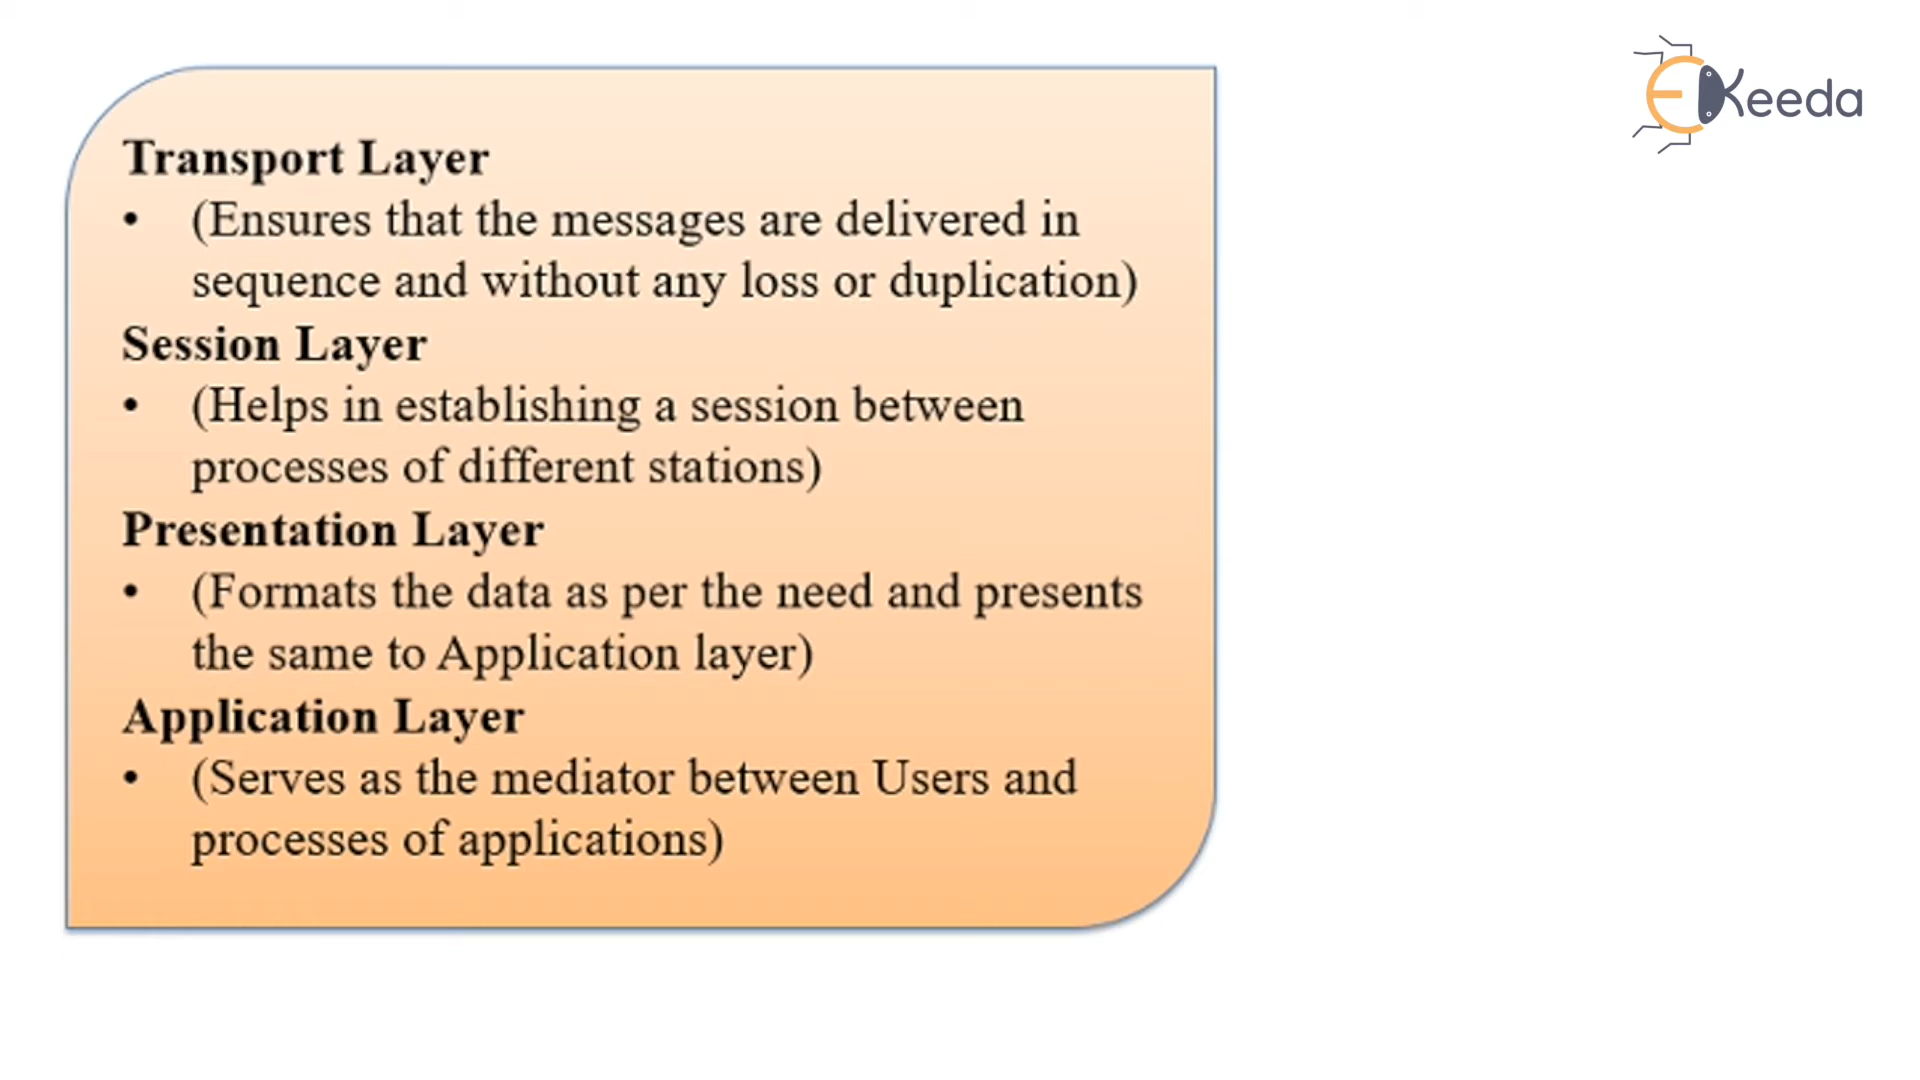 EKeeda
Transport Layer
• (Ensures that the messages are delivered in
sequence and without any loss or duplication)
Session Layer
• (Helps in establishing a session between
processes of different stations)
Presentation Layer
• (Formats the data as per the need and presents
the same to Application layer)
Application Layer
• (Serves as the mediator between Users and
processes of applications)